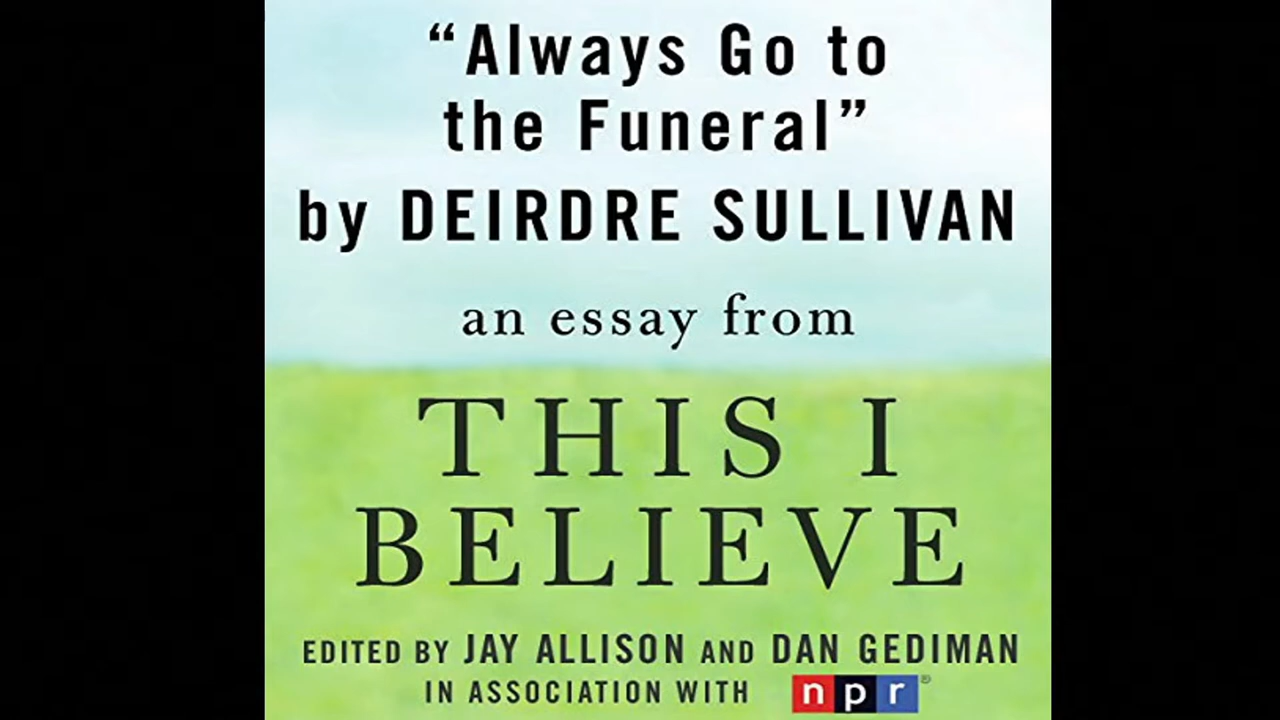 “Always Go to
the Funeral”
by DEIRDRE SULLIVAN
an essay from
THIS I
BELIEVE
EDITED BY JAY ALLISON AND DAN GEDIMAN
IN ASSOCIATION WITH npr®